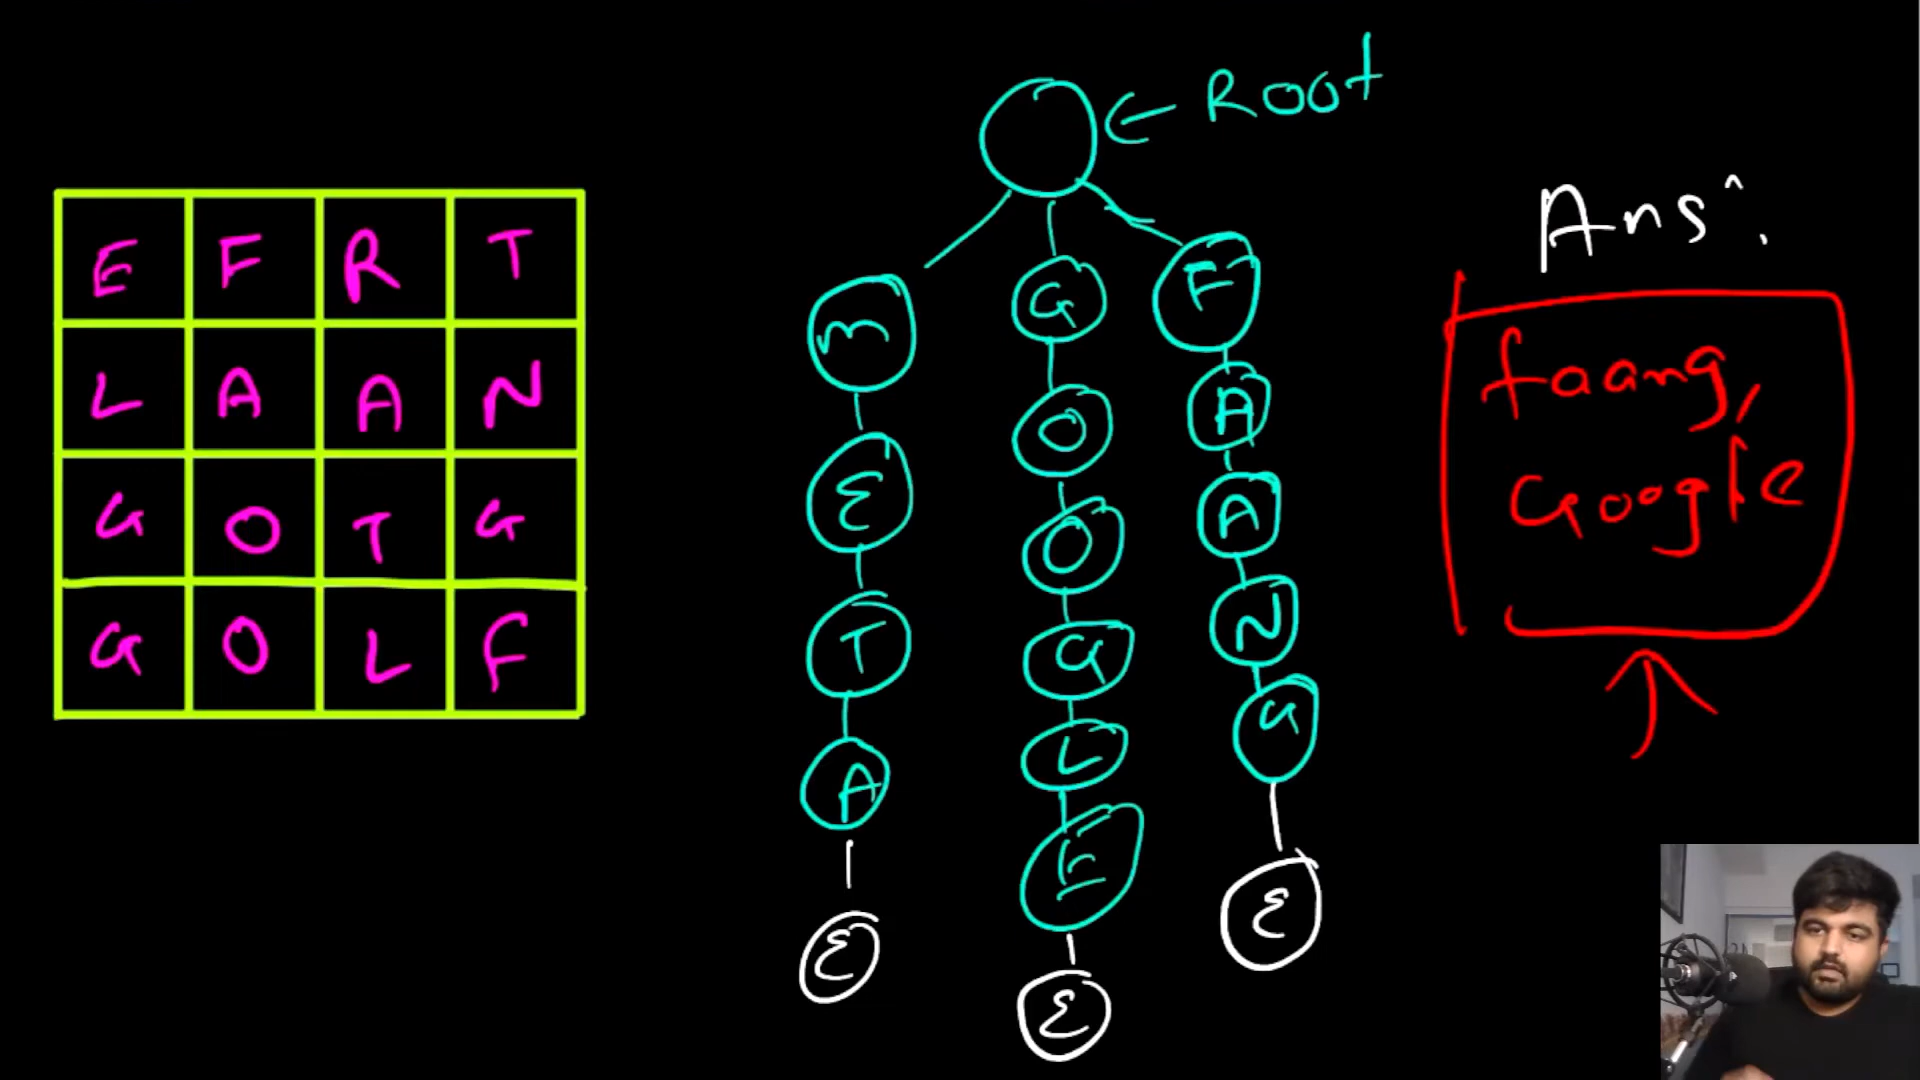 Root
Ans:
E F R T
L A A N
G O T G
G O L F
m G F
E O A
T O A
A G N
L G
E
E E E
faang,
Google